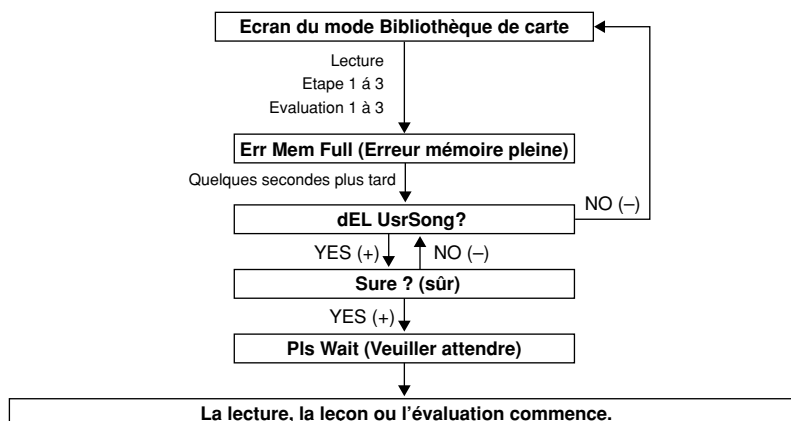 Ecran du mode Bibliothèque de carte
Lecture
Etape 1 á 3
Evaluation 1 à 3
Err Mem Full (Erreur mémoire pleine)
Quelques secondes plus tard
NO (–)
dEL UsrSong?
YES (+)
NO (–)
Sure ? (sûr)
YES (+)
Pls Wait (Veuiller attendre)
La lecture, la leçon ou l'évaluation commence.